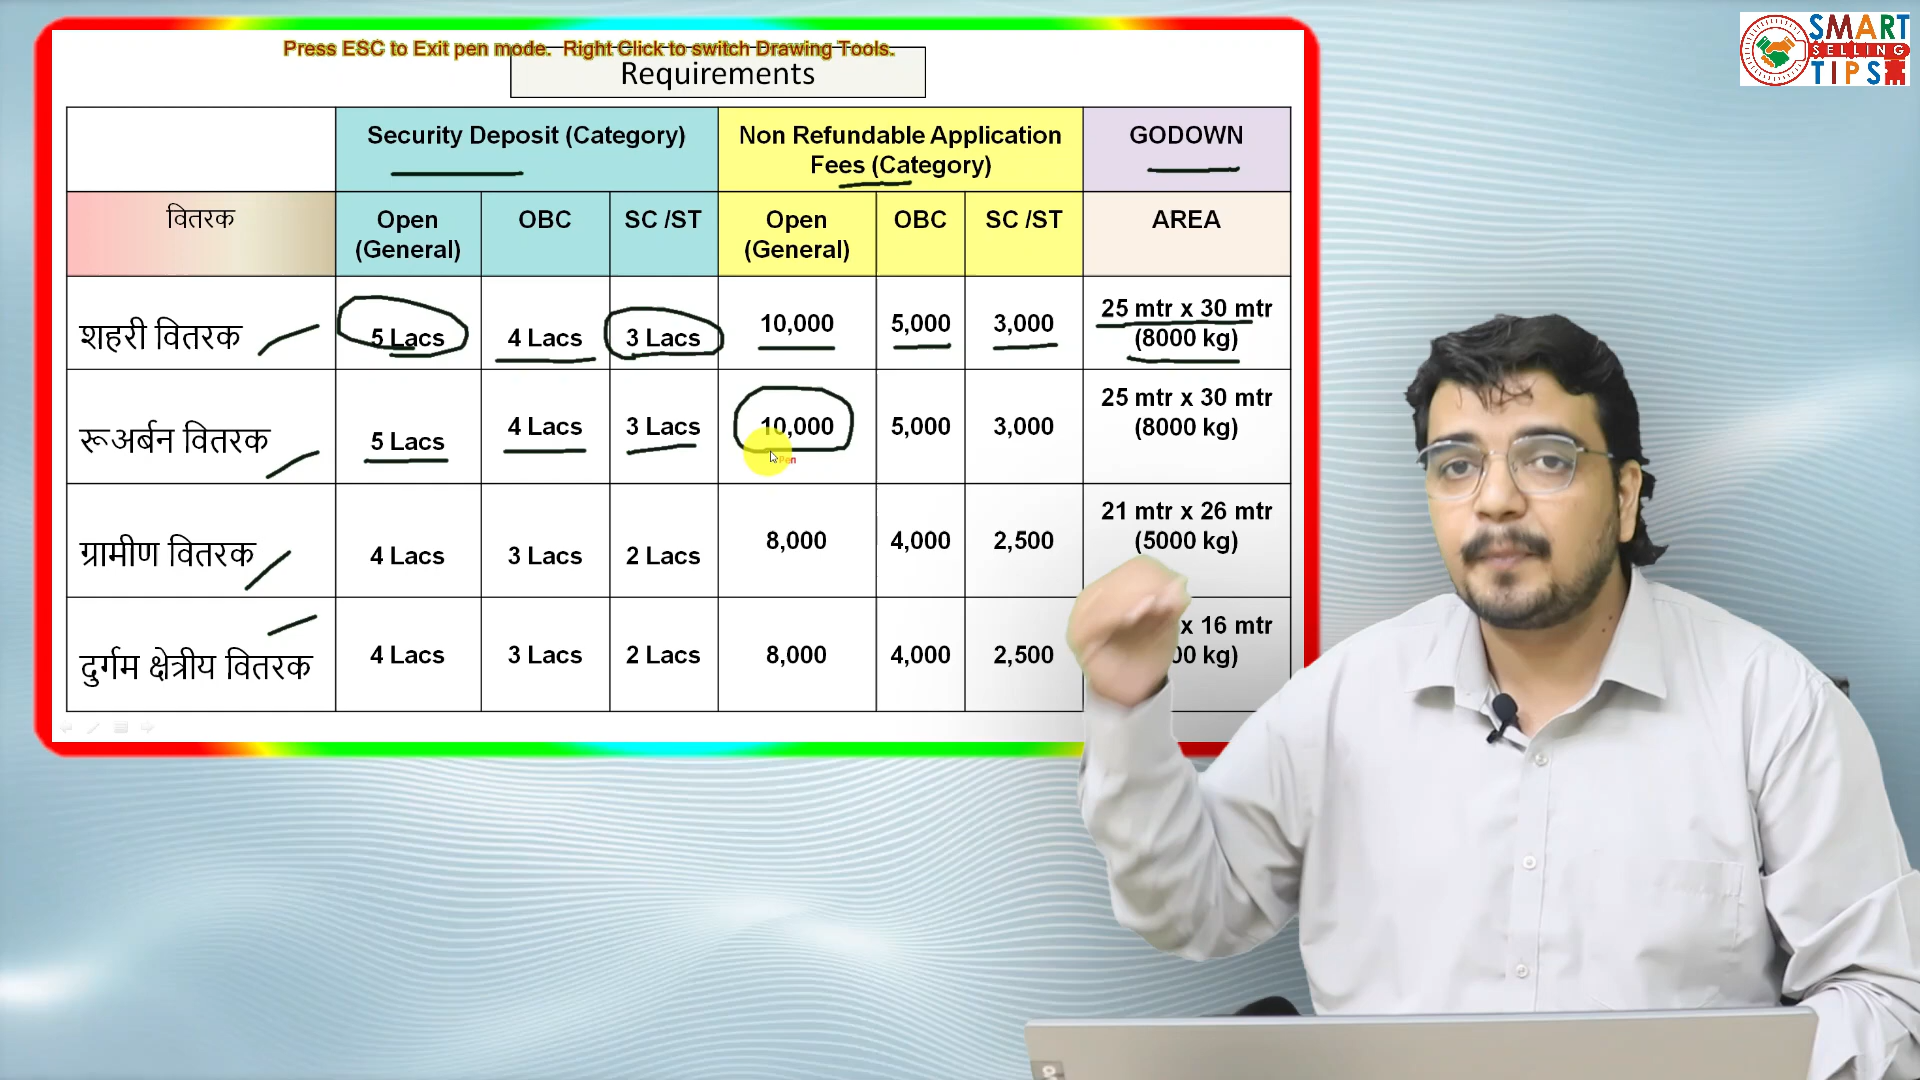 Press ESC to Exit pen mode.  Right Click to switch Drawing Tools.
Requirements
Security Deposit (Category)
Non Refundable Application
Fees (Category)
GODOWN
वितरक
Open
(General)
OBC
SC /ST
Open
(General)
OBC
SC /ST
AREA
शहरी वितरक
5 Lacs
4 Lacs
3 Lacs
10,000
5,000
3,000
25 mtr x 30 mtr
(8000 kg)
रूअर्बन वितरक
5 Lacs
4 Lacs
3 Lacs
10,000
5,000
3,000
25 mtr x 30 mtr
(8000 kg)
Pen
ग्रामीण वितरक
4 Lacs
3 Lacs
2 Lacs
8,000
4,000
2,500
21 mtr x 26 mtr
(5000 kg)
दुर्गम क्षेत्रीय वितरक
4 Lacs
3 Lacs
2 Lacs
8,000
4,000
2,500
x 16 mtr
kg)
SMART
SELLING
TIPS